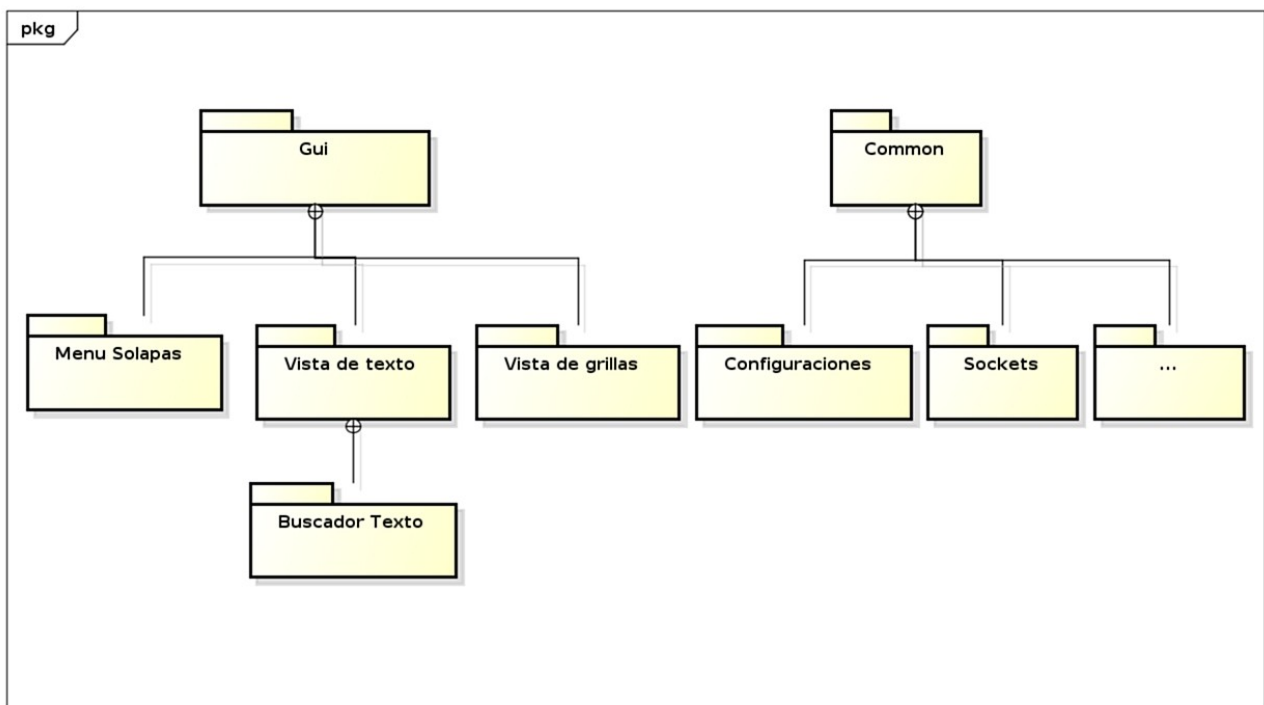 pkg
Gui
Common
Menu Solapas
Vista de texto
Vista de grillas
Configuraciones
Sockets
...
Buscador Texto